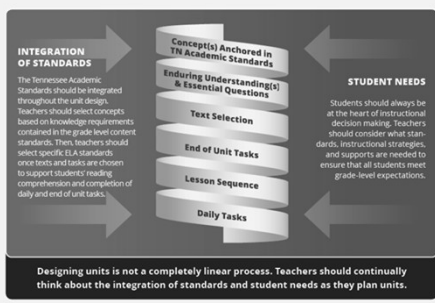 INTEGRATION
OF STANDARDS
The Tennessee Academic
Standards should be integrated
throughout the unit design.
Teachers should select concepts
based on knowledge requirements
contained in the grade level content
standards. Then, teachers should
select specific ELA standards
once texts and tasks are chosen
to support students' reading
comprehension and completion of
daily and end of unit tasks.
Concept(s) Anchored in
TN Academic Standards
Enduring Understanding(s)
& Essential Questions
Text Selection
End of Unit Tasks
Lesson Sequence
Daily Tasks
STUDENT NEEDS
Students should always be
at the heart of instructional
decision making. Teachers
should consider what stan-
dards, instructional strategies,
and supports are needed to
ensure that all students meet
grade-level expectations.
Designing units is not a completely linear process. Teachers should continually
think about the integration of standards and student needs as they plan units.